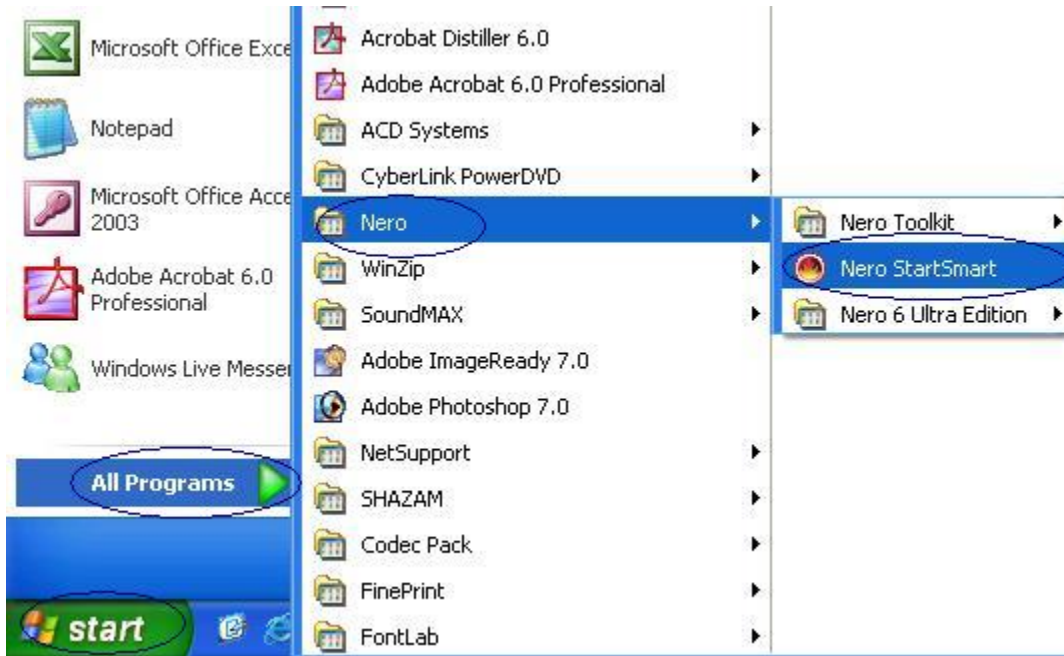 Microsoft Office Exce
Notepad
Microsoft Office Acce
2003
Adobe Acrobat 6.0
Professional
Windows Live Messe
All Programs
start
Acrobat Distiller 6.0
Adobe Acrobat 6.0 Professional
ACD Systems
CyberLink PowerDVD
Nero
WinZip
SoundMAX
Adobe ImageReady 7.0
Adobe Photoshop 7.0
NetSupport
SHAZAM
Codec Pack
FinePrint
FontLab
Nero Toolkit
Nero StartSmart
Nero 6 Ultra Edition